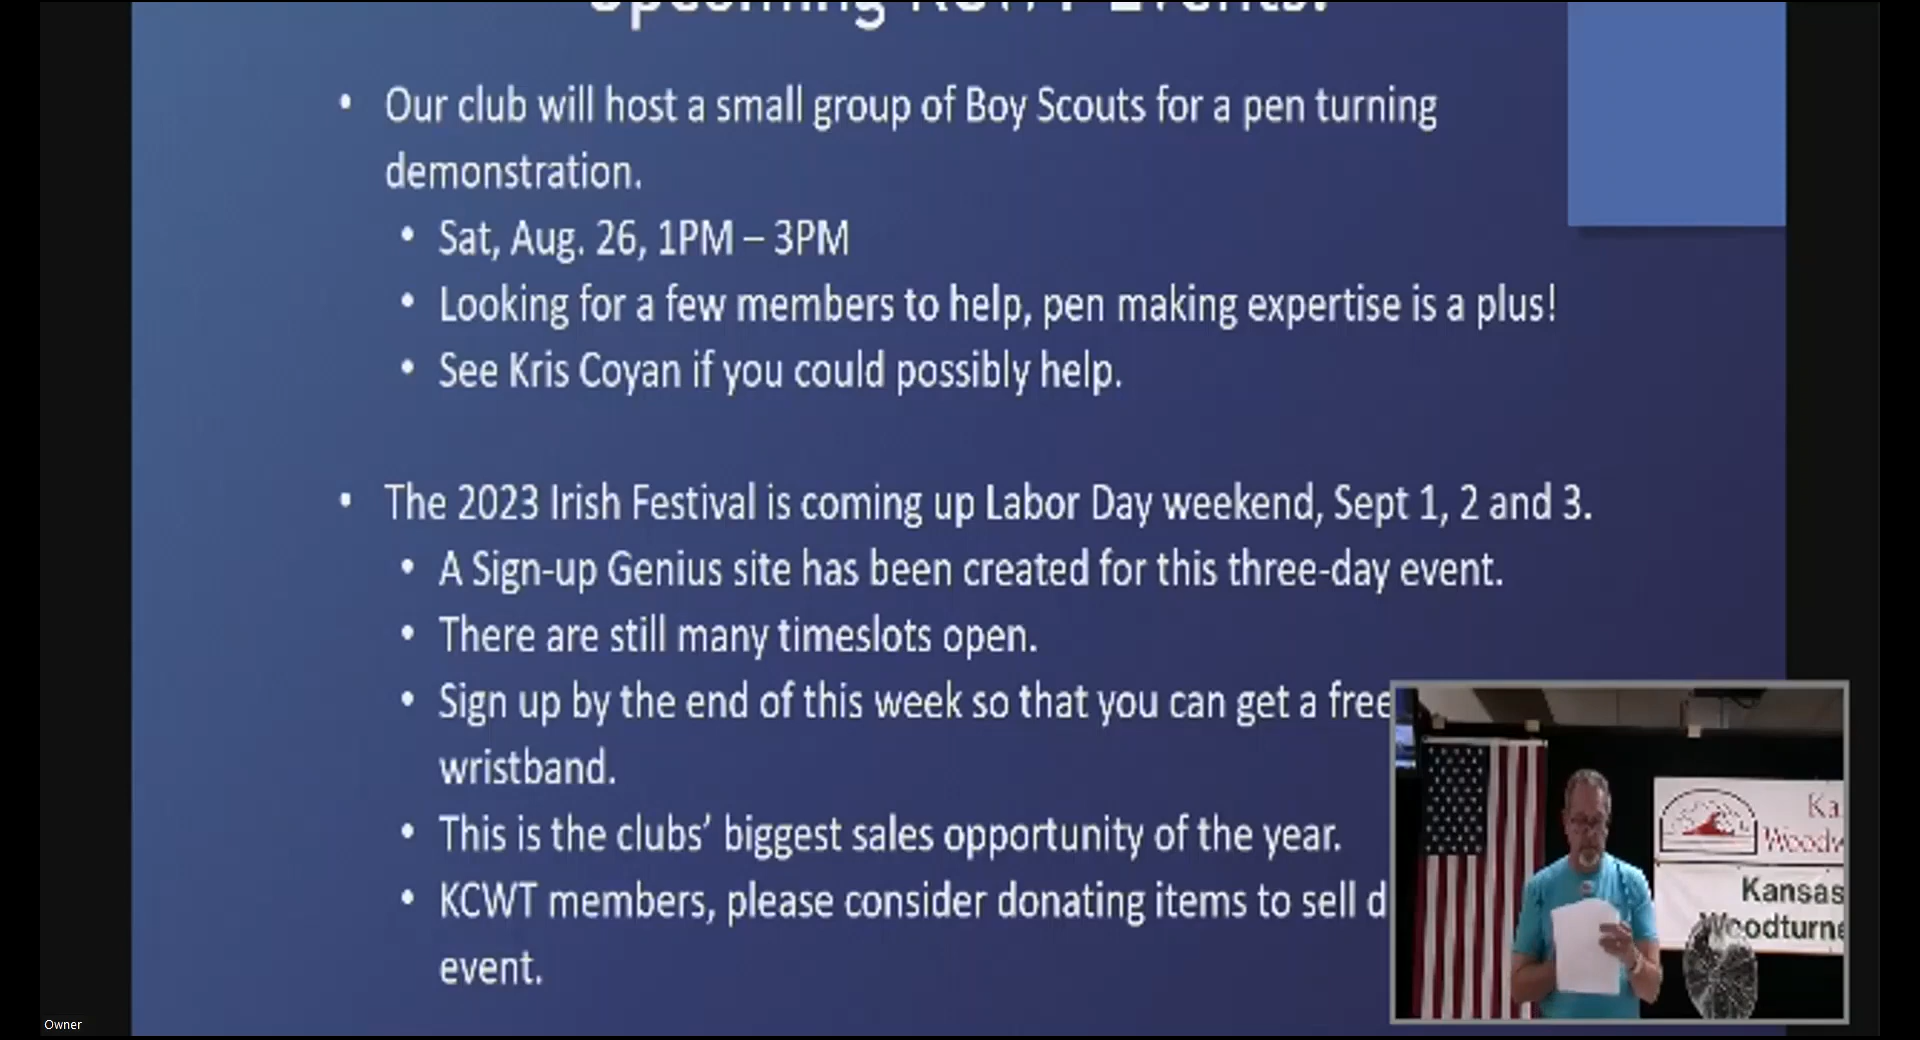 Upcoming KCWT Events:
• Our club will host a small group of Boy Scouts for a pen turning
demonstration.
• Sat, Aug. 26, 1PM – 3PM
• Looking for a few members to help, pen making expertise is a plus!
• See Kris Coyan if you could possibly help.
• The 2023 Irish Festival is coming up Labor Day weekend, Sept 1, 2 and 3.
• A Sign-up Genius site has been created for this three-day event.
• There are still many timeslots open.
• Sign up by the end of this week so that you can get a free
wristband.
• This is the clubs’ biggest sales opportunity of the year.
• KCWT members, please consider donating items to sell d
event.
Ka
Woodw
Kansas
Woodturne
Owner